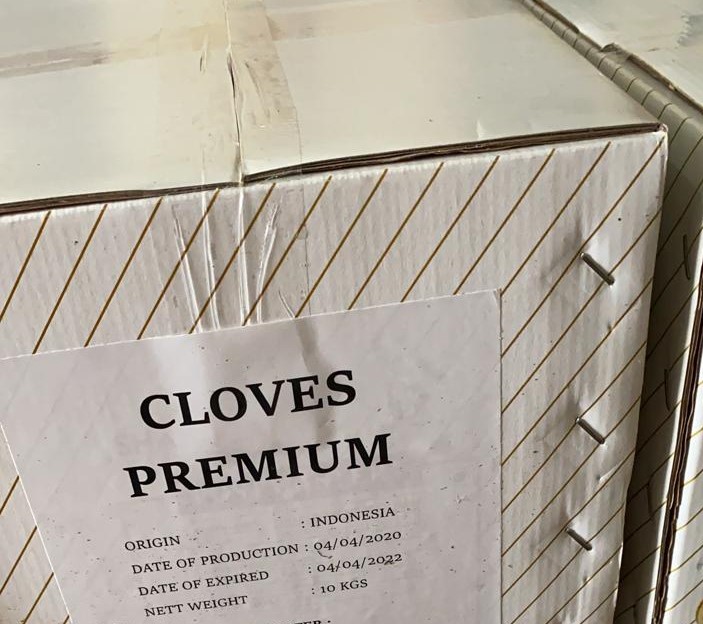 CLOVES
PREMIUM
ORIGIN : INDONESIA
DATE OF PRODUCTION : 04/04/2020
DATE OF EXPIRED : 04/04/2022
NETT WEIGHT : 10 KGS